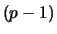 (p − 1)